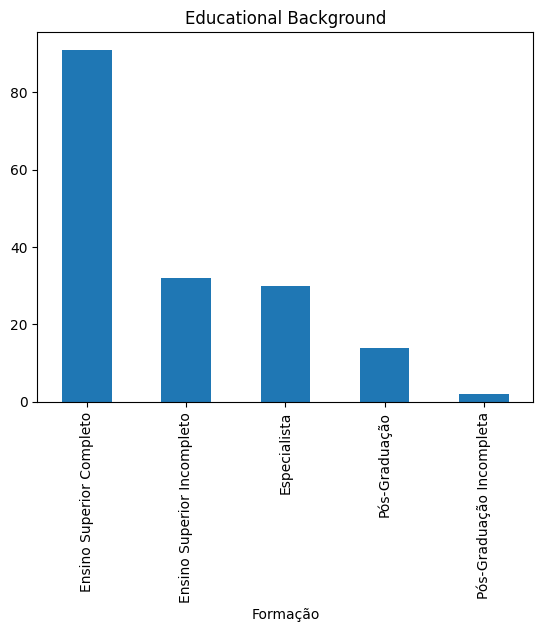 Educational Background
80
60
40
20
0
Ensino Superior Completo
Ensino Superior Incompleto
Especialista
Pós-Graduação
Pós-Graduação Incompleta
Formação